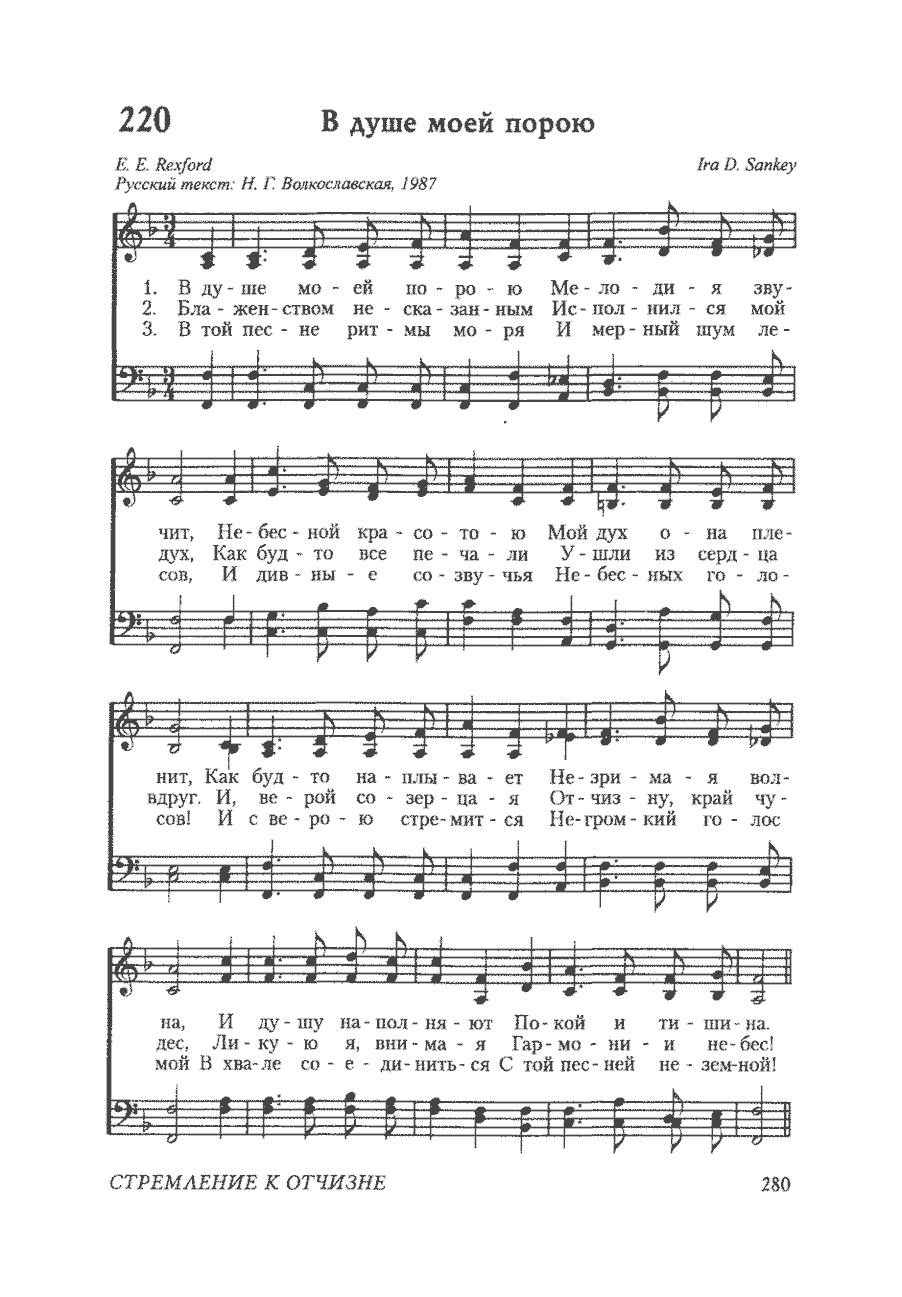 220 В душе моей порою
E. E. Rexford Ira D. Sankey
Русский текст: Н. Г. Волкославская, 1987
3
4
1. В ду - ше мо - ей по - ро - ю Ме - ло - ди - я зву-
2. Бла - жен - ством не - ска - зан - ным Ис - пол - нил - ся мой
3. В той пес - не рит - мы мо - ря И мер - ный шум ле -
3
4
чит, Не - бес - ной кра - со - то - ю Мой дух о - на пле-
дух, Как буд - то все пе - ча - ли У - шли из серд - ца
сов, И див - ны - е со - зву - чья Не - бес - ных го - ло -
нит, Как буд - то на - плы - ва - ет Не - зри - ма - я вол-
вдруг. И, ве - рой со - зер - ца - я От - чиз - ну, край чу -
сов! И с ве - ро - ю стре - мит - ся Не - гром - кий го - лос
на, И ду - шу на - пол - ня - ют По - кой и ти - ши - на.
дес, Ли - ку - ю я, вни - ма - я Гар - мо - ни - и не - бес!
мой В хва - ле со - е - ди - нить - ся С той пес - ней не - зем - ной!
СТРЕМЛЕНИЕ К ОТЧИЗНЕ 280